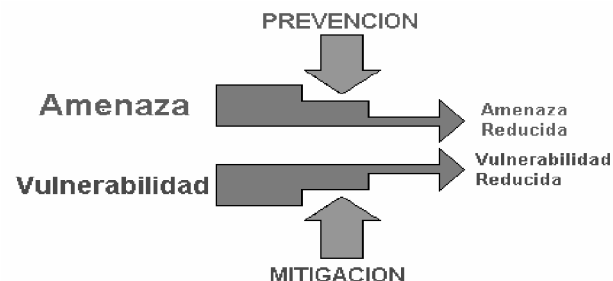 PREVENCION
Amenaza
Amenaza
Reducida
Vulnerabilidad
Vulnerabilidad
Reducida
MITIGACION